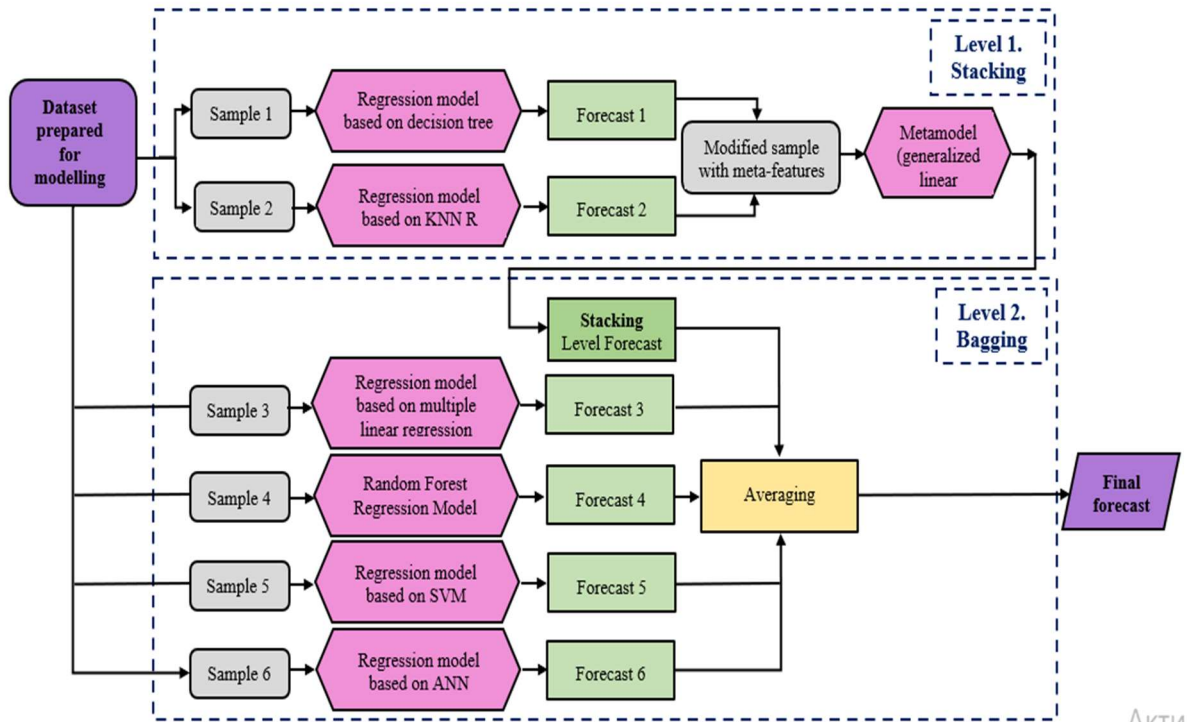 Level 1.
Stacking
Dataset
prepared
for
modelling
Sample 1
Regression model
based on decision tree
Forecast 1
Modified sample
with meta-features
Metamodel
(generalized
linear
Sample 2
Regression model
based on KNN R
Forecast 2
Level 2.
Bagging
Stacking
Level Forecast
Sample 3
Regression model
based on multiple
linear regression
Forecast 3
Sample 4
Random Forest
Regression Model
Forecast 4
Averaging
Final
forecast
Sample 5
Regression model
based on SVM
Forecast 5
Sample 6
Regression model
based on ANN
Forecast 6